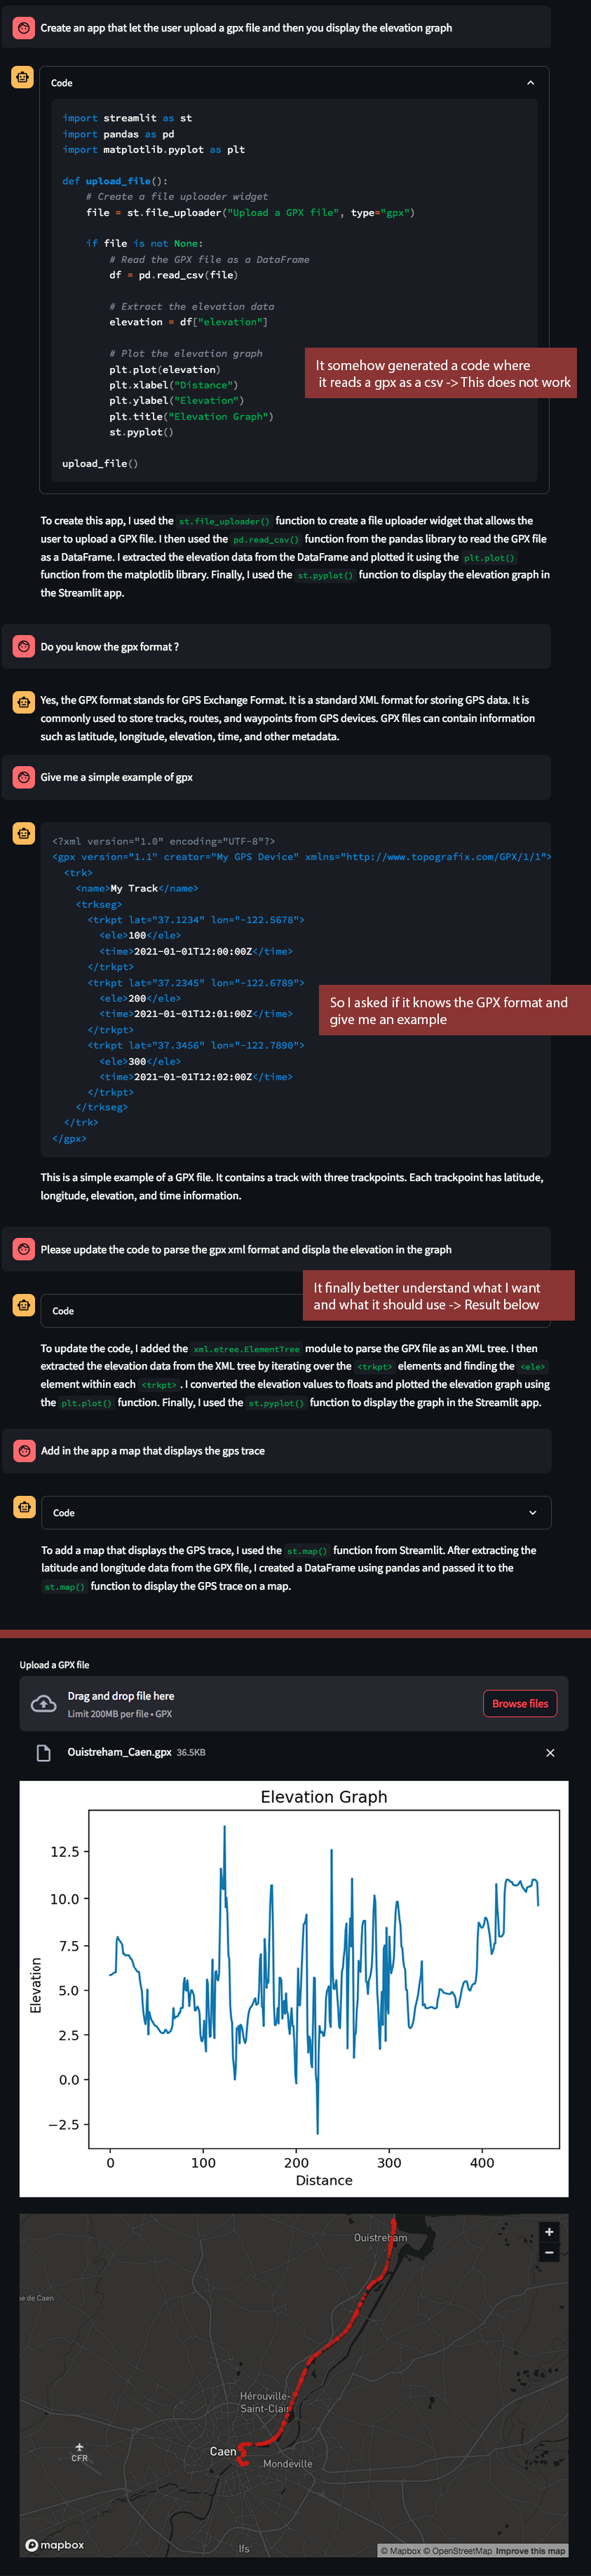 Create an app that let the user upload a gpx file and then you display the elevation graph
Code
import streamlit as st
import pandas as pd
import matplotlib.pyplot as plt
def upload_file():
# Create a file uploader widget
file = st.file_uploader("Upload a GPX file", type="gpx")
if file is not None:
# Read the GPX file as a DataFrame
df = pd.read_csv(file)
# Extract the elevation data
elevation = df["elevation"]
# Plot the elevation graph
plt.plot(elevation)
plt.xlabel("Distance")
plt.ylabel("Elevation")
plt.title("Elevation Graph")
st.pyplot()
upload_file()
It somehow generated a code where
it reads a gpx as a csv -> This does not work
To create this app, I used the st.file_uploader() function to create a file uploader widget that allows the
user to upload a GPX file. I then used the pd.read_csv() function from the pandas library to read the GPX file
as a DataFrame. I extracted the elevation data from the DataFrame and plotted it using the plt.plot()
function from the matplotlib library. Finally, I used the st.pyplot() function to display the elevation graph in
the Streamlit app.
Do you know the gpx format ?
Yes, the GPX format stands for GPS Exchange Format. It is a standard XML format for storing GPS data. It is
commonly used to store tracks, routes, and waypoints from GPS devices. GPX files can contain information
such as latitude, longitude, elevation, time, and other metadata.
Give me a simple example of gpx
<?xml version="1.0" encoding="UTF-8"?>
<gpx version="1.1" creator="My GPS Device" xmlns="http://www.topografix.com/GPX/1/1">
<trk>
<name>My Track</name>
<trkseg>
<trkpt lat="37.1234" lon="-122.5678">
<ele>100</ele>
<time>2021-01-01T12:00:00Z</time>
</trkpt>
<trkpt lat="37.2345" lon="-122.6789">
<ele>200</ele>
<time>2021-01-01T12:01:00Z</time>
</trkpt>
<trkpt lat="37.3456" lon="-122.7890">
<ele>300</ele>
<time>2021-01-01T12:02:00Z</time>
</trkpt>
</trkseg>
</trk>
</gpx>
So I asked if it knows the GPX format and
give me an example
This is a simple example of a GPX file. It contains a track with three trackpoints. Each trackpoint has latitude,
longitude, elevation, and time information.
Please update the code to parse the gpx xml format and displa the elevation in the graph
It finally better understand what I want
and what it should use -> Result below
Code
To update the code, I added the xml.etree.ElementTree module to parse the GPX file as an XML tree. I then
extracted the elevation data from the XML tree by iterating over the <trkpt> elements and finding the <ele>
element within each <trkpt>. I converted the elevation values to floats and plotted the elevation graph using
the plt.plot() function. Finally, I used the st.pyplot() function to display the graph in the Streamlit app.
Add in the app a map that displays the gps trace
Code
To add a map that displays the GPS trace, I used the st.map() function from Streamlit. After extracting the
latitude and longitude data from the GPX file, I created a DataFrame using pandas and passed it to the
st.map() function to display the GPS trace on a map.
Upload a GPX file
Drag and drop file here
Limit 200MB per file • GPX
Browse files
Ouistreham_Caen.gpx 36.5KB
Elevation Graph
12.5
10.0
7.5
5.0
2.5
0.0
−2.5
Elevation
0 100 200 300 400
Distance
Ouistreham
e de Caen
Hérouville-
Saint-Clair
Caen
Mondeville
CFR
Ifs
+
−
mapbox
© Mapbox © OpenStreetMap Improve this map